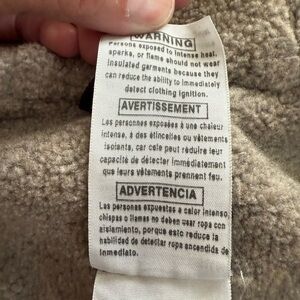 WARNING
Persons exposed to intense heat,
sparks, or flame should not wear
insulated garments because they
can reduce the ability to immediately
detect clothing ignition.
AVERTISSEMENT
Les personnes exposées à une chaleur
intense, à des étincelles ou vêtements
isolants, car cele peut réduire leur
capacité de détecter immédiatement
que leurs vêtements prennent feu.
ADVERTENCIA
Las personas expuestas a calor intenso,
chispas o llamas no deben usar ropa con
aislamiento, porque esto reduce la
habilidad de detectar ropa encendida de
inmediato.